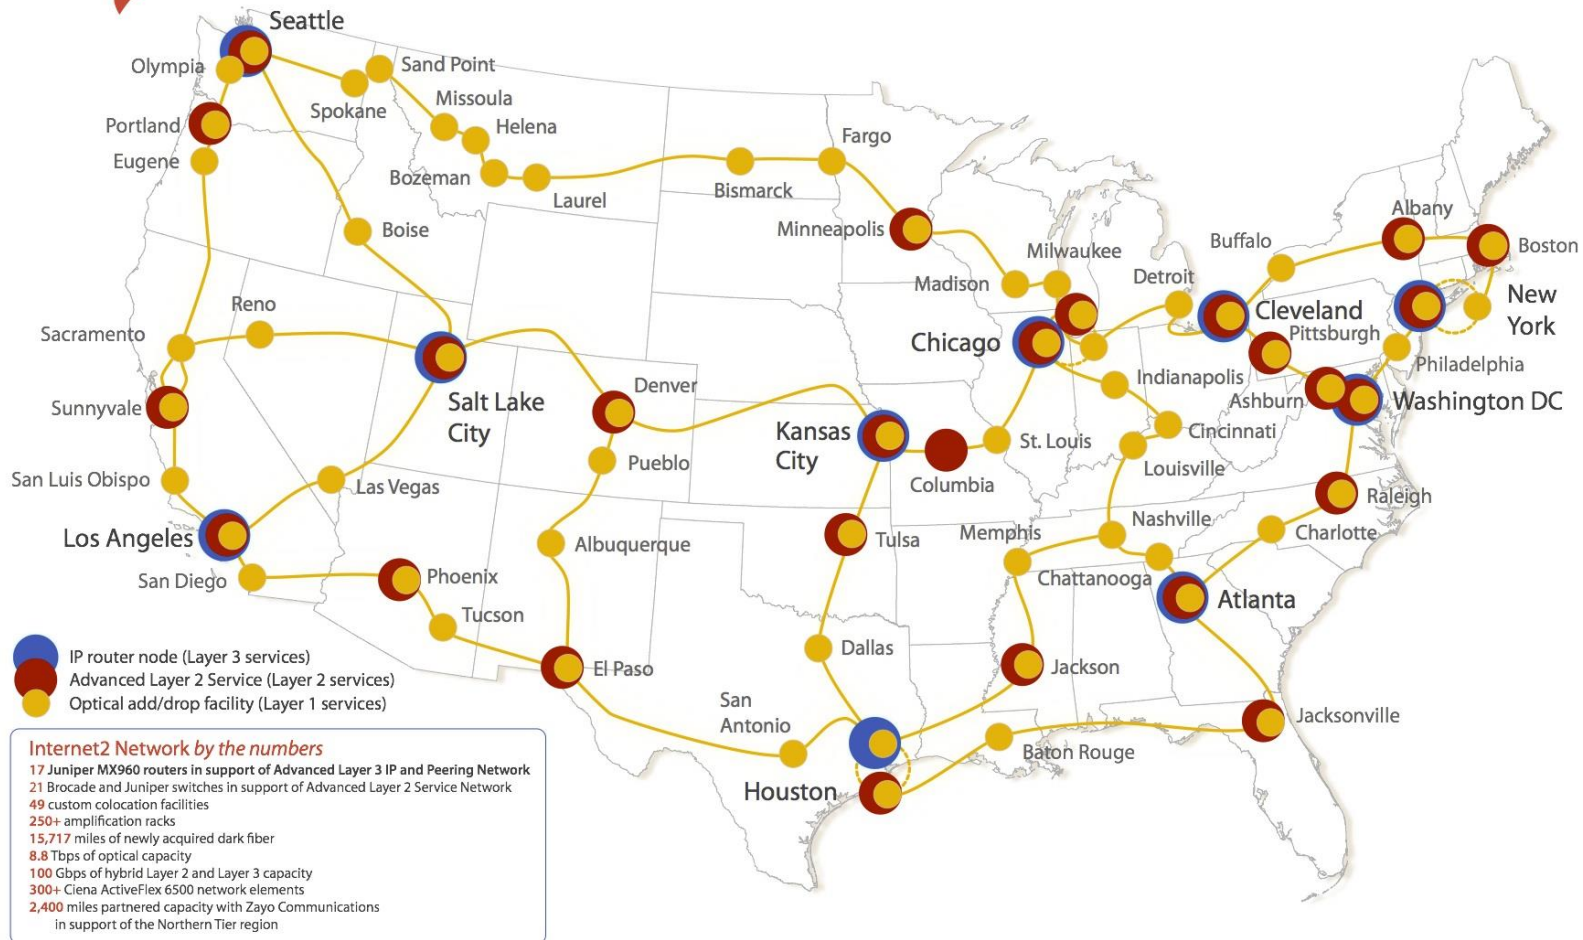 Seattle
Olympia
Sand Point
Spokane
Missoula
Portland
Helena
Fargo
Eugene
Bozeman
Bismarck
Laurel
Albany
Boise
Minneapolis
Buffalo
Boston
Milwaukee
Madison
Detroit
New
York
Reno
Cleveland
Sacramento
Chicago
Pittsburgh
Philadelphia
Indianapolis
Denver
Salt Lake
City
Ashburn
Washington DC
Sunnyvale
Kansas
City
St. Louis
Cincinnati
Pueblo
Louisville
San Luis Obispo
Las Vegas
Columbia
Raleigh
Nashville
Memphis
Charlotte
Los Angeles
Albuquerque
Tulsa
San Diego
Phoenix
Chattanooga
Atlanta
Tucson
Dallas
El Paso
Jackson
San
Antonio
Jacksonville
Baton Rouge
Houston
IP router node (Layer 3 services)
Advanced Layer 2 Service (Layer 2 services)
Optical add/drop facility (Layer 1 services)
Internet2 Network by the numbers
17 Juniper MX960 routers in support of Advanced Layer 3 IP and Peering Network
21 Brocade and Juniper switches in support of Advanced Layer 2 Service Network
49 custom colocation facilities
250+ amplification racks
15,717 miles of newly acquired dark fiber
8.8 Tbps of optical capacity
100 Gbps of hybrid Layer 2 and Layer 3 capacity
300+ Ciena ActiveFlex 6500 network elements
2,400 miles partnered capacity with Zayo Communications
in support of the Northern Tier region